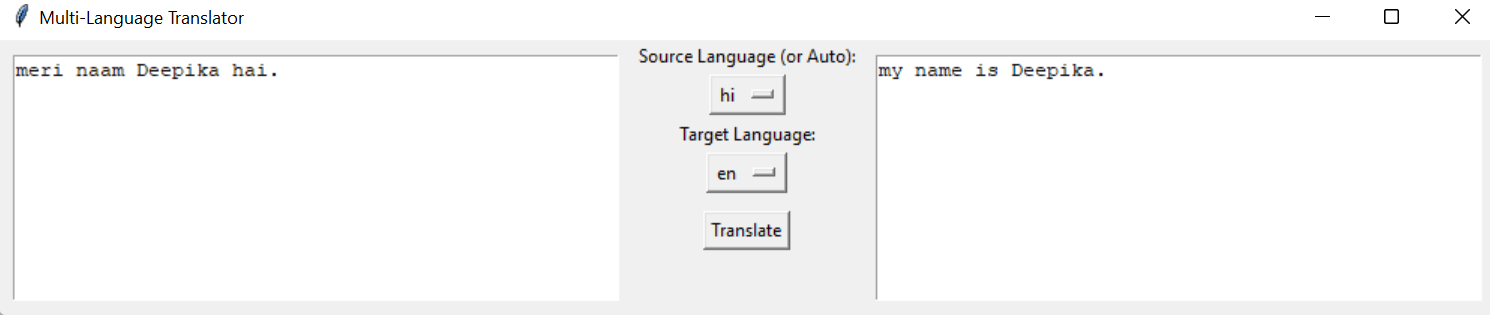 Multi-Language Translator
meri naam Deepika hai.
Source Language (or Auto):
hi
Target Language:
en
Translate
my name is Deepika.